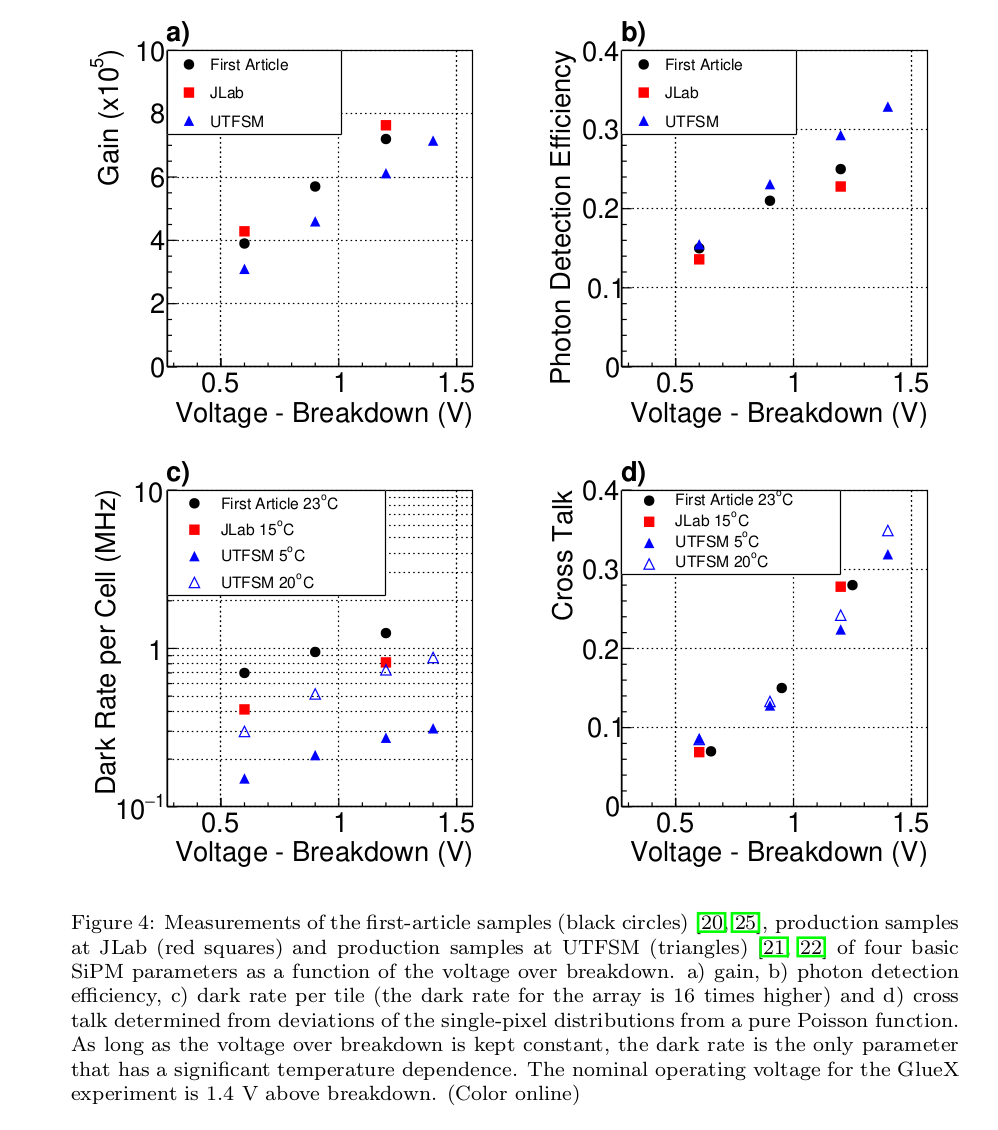 a)
Gain (x10⁵)
10
8
6
4
2
0
First Article
JLab
UTFSM
0.5 1 1.5
Voltage - Breakdown (V)
b)
Photon Detection Efficiency
0.4
0.3
0.2
0.1
0
First Article
JLab
UTFSM
0.5 1 1.5
Voltage - Breakdown (V)
c)
Dark Rate per Cell (MHz)
10
1
10⁻¹
First Article 23°C
JLab 15°C
UTFSM 5°C
UTFSM 20°C
0.5 1 1.5
Voltage - Breakdown (V)
d)
Cross Talk
0.4
0.3
0.2
0.1
0
First Article 23°C
JLab 15°C
UTFSM 5°C
UTFSM 20°C
0.5 1 1.5
Voltage - Breakdown (V)
Figure 4: Measurements of the first-article samples (black circles) [20, 25], production samples
at JLab (red squares) and production samples at UTFSM (triangles) [21, 22] of four basic
SiPM parameters as a function of the voltage over breakdown. a) gain, b) photon detection
efficiency, c) dark rate per tile (the dark rate for the array is 16 times higher) and d) cross
talk determined from deviations of the single-pixel distributions from a pure Poisson function.
As long as the voltage over breakdown is kept constant, the dark rate is the only parameter
that has a significant temperature dependence. The nominal operating voltage for the GlueX
experiment is 1.4 V above breakdown. (Color online)